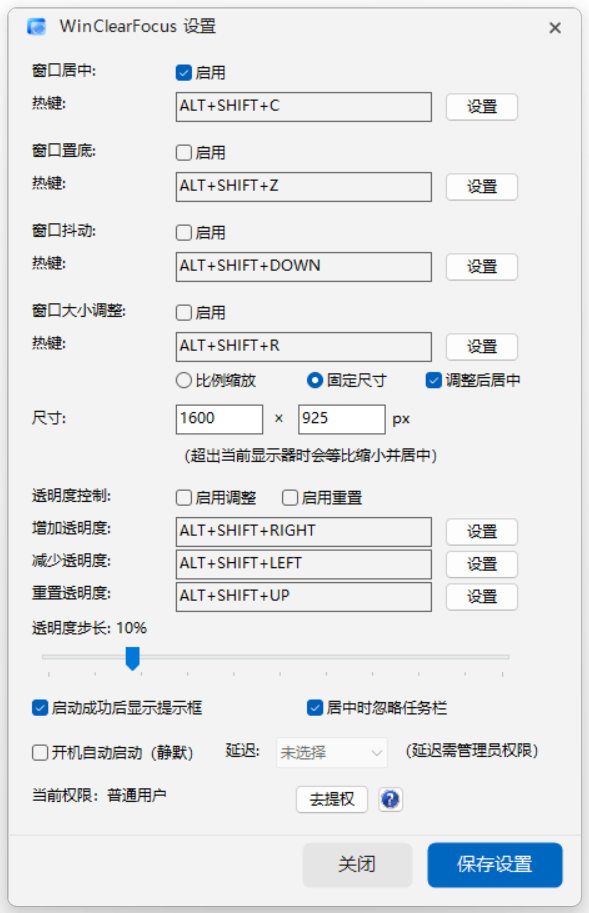 WinClearFocus 设置
窗口居中: 启用
热键: ALT+SHIFT+C 设置
窗口置底: 启用
热键: ALT+SHIFT+Z 设置
窗口抖动: 启用
热键: ALT+SHIFT+DOWN 设置
窗口大小调整: 启用
热键: ALT+SHIFT+R 设置
比例缩放 固定尺寸 调整后居中
尺寸: 1600 × 925 px
（超出当前显示器时会等比缩小并居中）
透明度控制: 启用调整 启用重置
增加透明度: ALT+SHIFT+RIGHT 设置
减少透明度: ALT+SHIFT+LEFT 设置
重置透明度: ALT+SHIFT+UP 设置
透明度步长: 10%
启动成功后显示提示框 居中时忽略任务栏
开机自动启动（静默） 延迟: 未选择 （延迟需管理员权限）
当前权限：普通用户 去提权 ?
关闭 保存设置